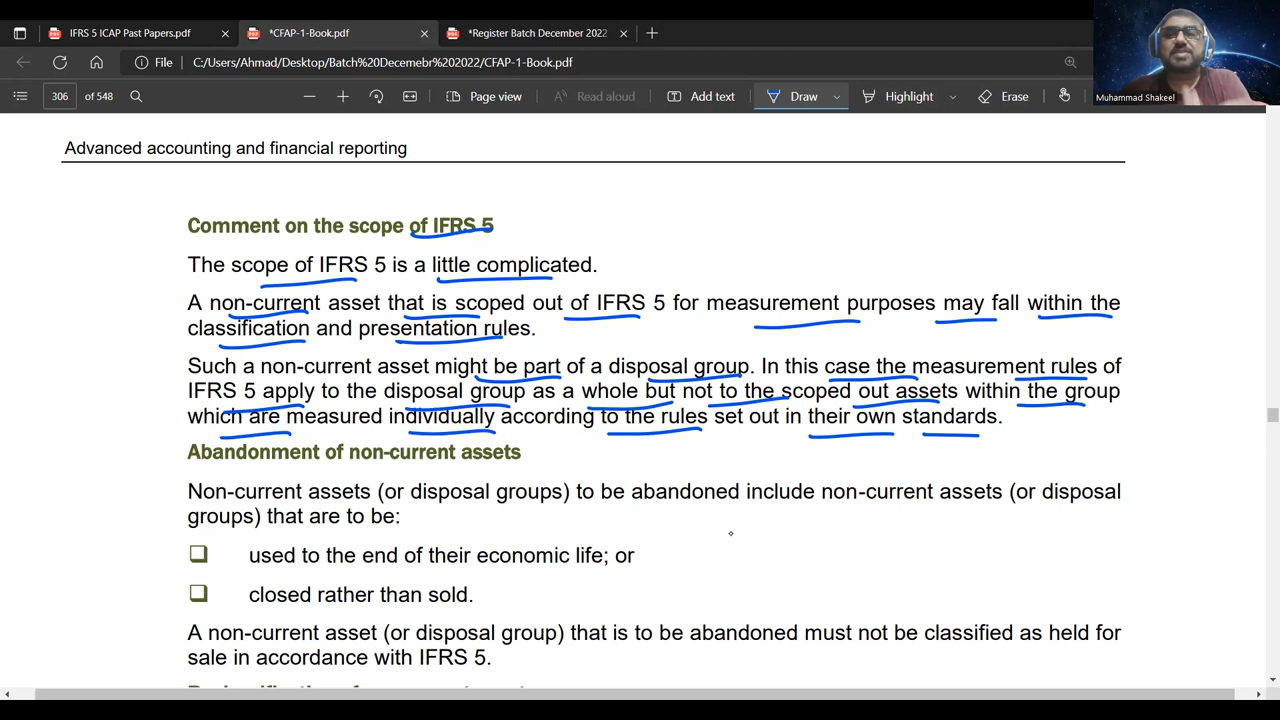 IFRS 5 ICAP Past Papers.pdf
*CFAP-1-Book.pdf
*Register Batch December 2022
File
C:/Users/Ahmad/Desktop/Batch%20Decemebr%202022/CFAP-1-Book.pdf
306 of 548
Page view
Read aloud
Add text
Draw
Highlight
Erase
Muhammad Shakeel
Advanced accounting and financial reporting
Comment on the scope of IFRS 5
The scope of IFRS 5 is a little complicated.
A non-current asset that is scoped out of IFRS 5 for measurement purposes may fall within the
classification and presentation rules.
Such a non-current asset might be part of a disposal group. In this case the measurement rules of
IFRS 5 apply to the disposal group as a whole but not to the scoped out assets within the group
which are measured individually according to the rules set out in their own standards.
Abandonment of non-current assets
Non-current assets (or disposal groups) to be abandoned include non-current assets (or disposal
groups) that are to be:
used to the end of their economic life; or
closed rather than sold.
A non-current asset (or disposal group) that is to be abandoned must not be classified as held for
sale in accordance with IFRS 5.